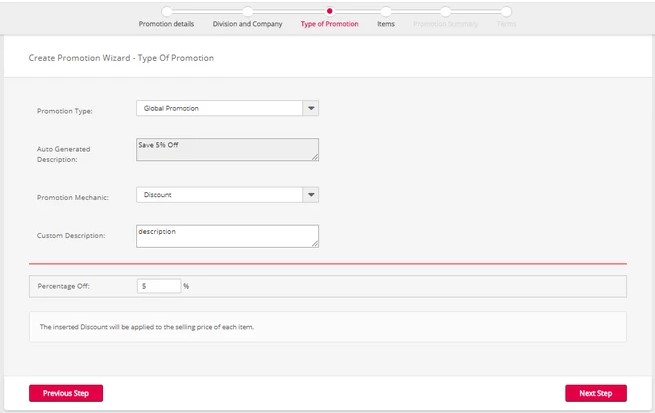 Promotion details Division and Company Type of Promotion Items Promotion Summary Items
Create Promotion Wizard - Type Of Promotion
Promotion Type: Global Promotion
Auto Generated Description: Save 5% Off
Promotion Mechanic: Discount
Custom Description: description
Percentage Off: 5 %
The inserted Discount will be applied to the selling price of each item.
Previous Step Next Step